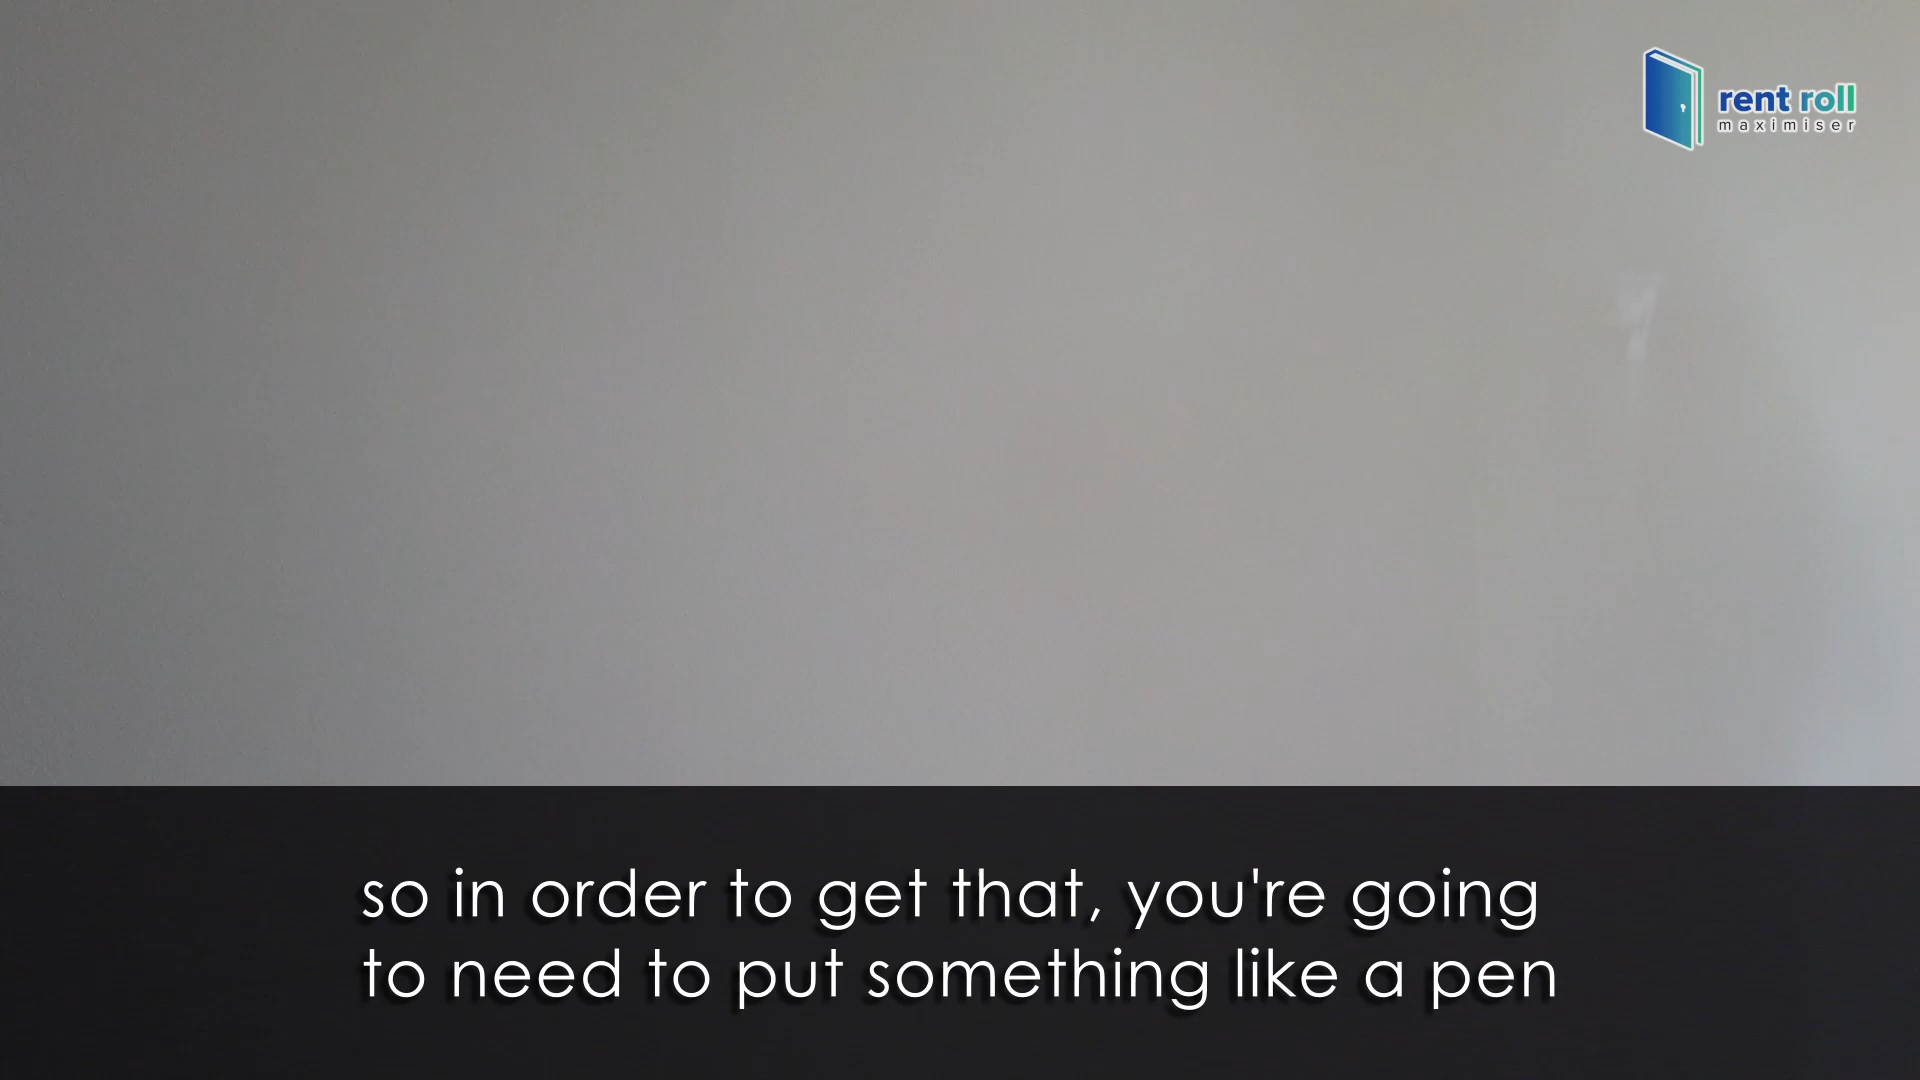 rent roll
maximiser
so in order to get that, you're going
to need to put something like a pen